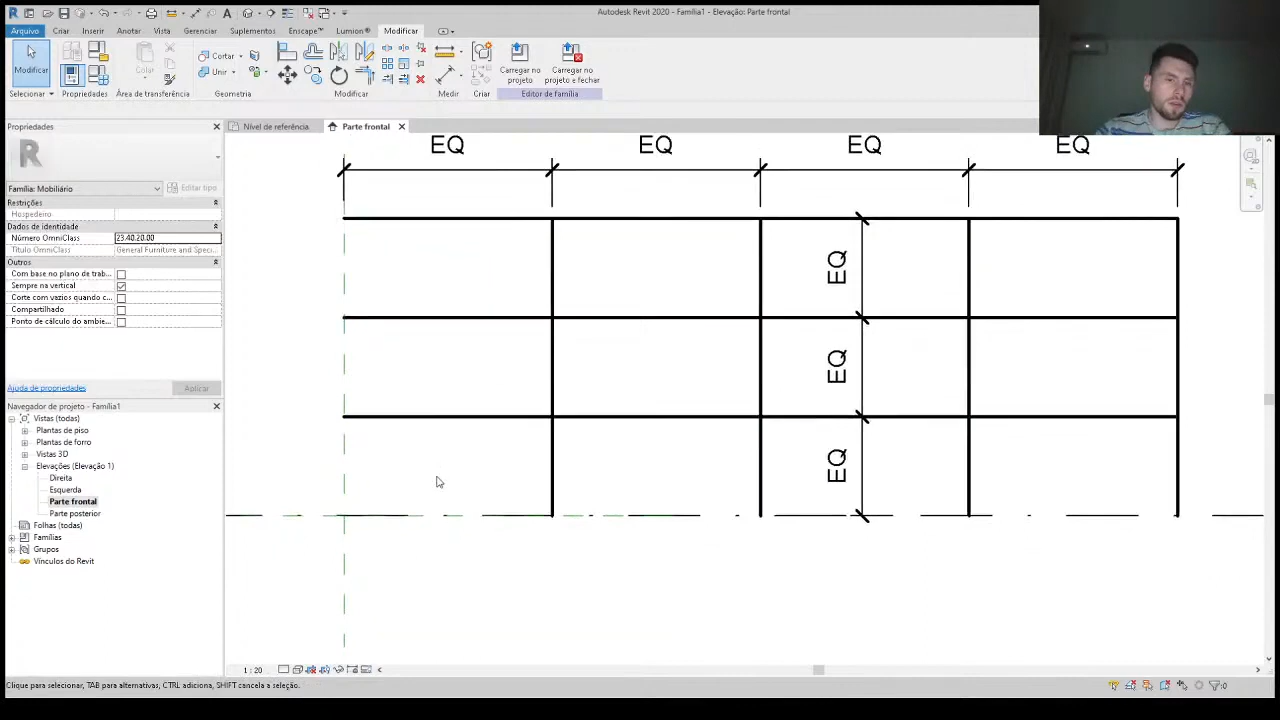 Autodesk Revit 2020 - Família1 - Elevação: Parte frontal
Arquivo Criar Inserir Anotar Vista Gerenciar Suplementos Enscape™ Lumion® Modificar
Modificar
Colar
Cortar
Unir
Carregar no projeto
Carregar no projeto e fechar
Selecionar Propriedades Área de transferência Geometria Modificar Medir Criar Editor de família
Propriedades
Nível de referência
Parte frontal
R
Família: Mobiliário
Editar tipo
Restrições
Hospedeiro
Dados de identidade
Número OmniClass 23.40.20.00
Título OmniClass General Furniture and Speci...
Outros
Com base no plano de trab...
Sempre na vertical
Corte com vazios quando c...
Compartilhado
Ponto de cálculo do ambie...
Ajuda de propriedades
Aplicar
Navegador de projeto - Família1
Vistas (todas)
Plantas de piso
Plantas de forro
Vistas 3D
Elevações (Elevação 1)
Direita
Esquerda
Parte frontal
Parte posterior
Folhas (todas)
Famílias
Grupos
Vínculos do Revit
EQ EQ EQ EQ
EQ
EQ
EQ
1 : 20
Clique para selecionar, TAB para alternativas, CTRL adiciona, SHIFT cancela a seleção.
:0